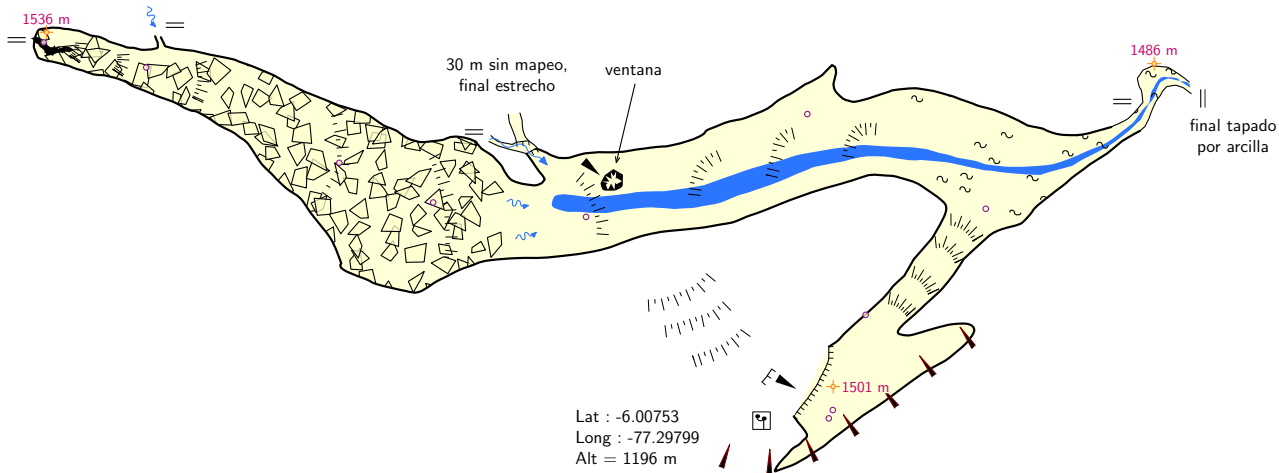 1536 m
30 m sin mapeo,
final estrecho
ventana
1486 m
final tapado
por arcilla
1501 m
Lat : -6.00753
Long : -77.29799
Alt = 1196 m